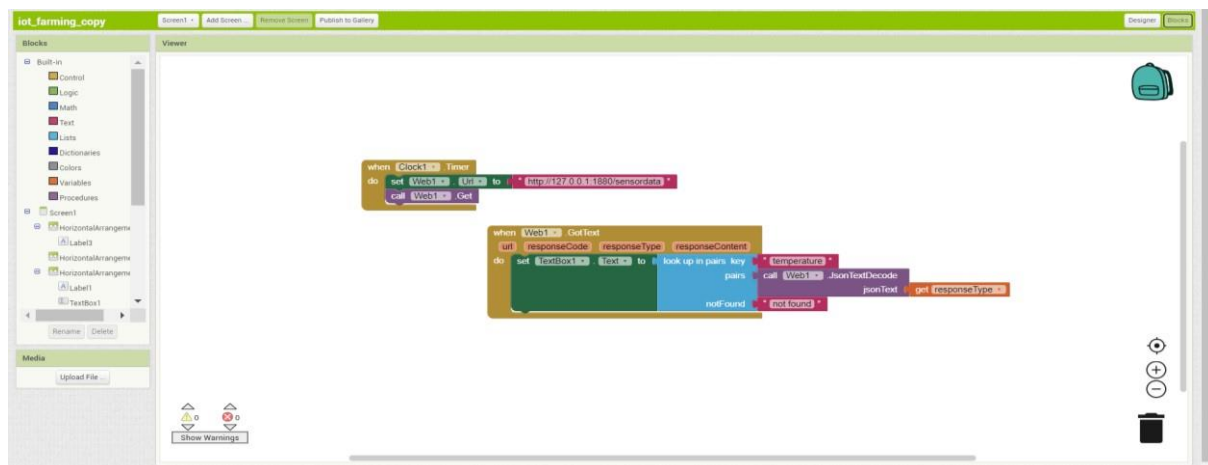 iot_farming_copy Screen1 Add Screen ... Remove Screen Publish to Gallery Designer Blocks
Blocks Viewer
Built-in
Control
Logic
Math
Text
Lists
Dictionaries
Colors
Variables
Procedures
Screen1
HorizontalArrangeme
Label3
HorizontalArrangeme
HorizontalArrangeme
Label1
TextBox1
Rename Delete
Media
Upload File ...
when Clock1 .Timer
do set Web1 . Url to " http://127.0.0.1:1880/sensordata "
call Web1 .Get
when Web1 .GotText
url responseCode responseType responseContent
do set TextBox1 . Text to look up in pairs key " temperature "
pairs call Web1 .JsonTextDecode
jsonText get responseType
notFound " not found "
0 0
Show Warnings